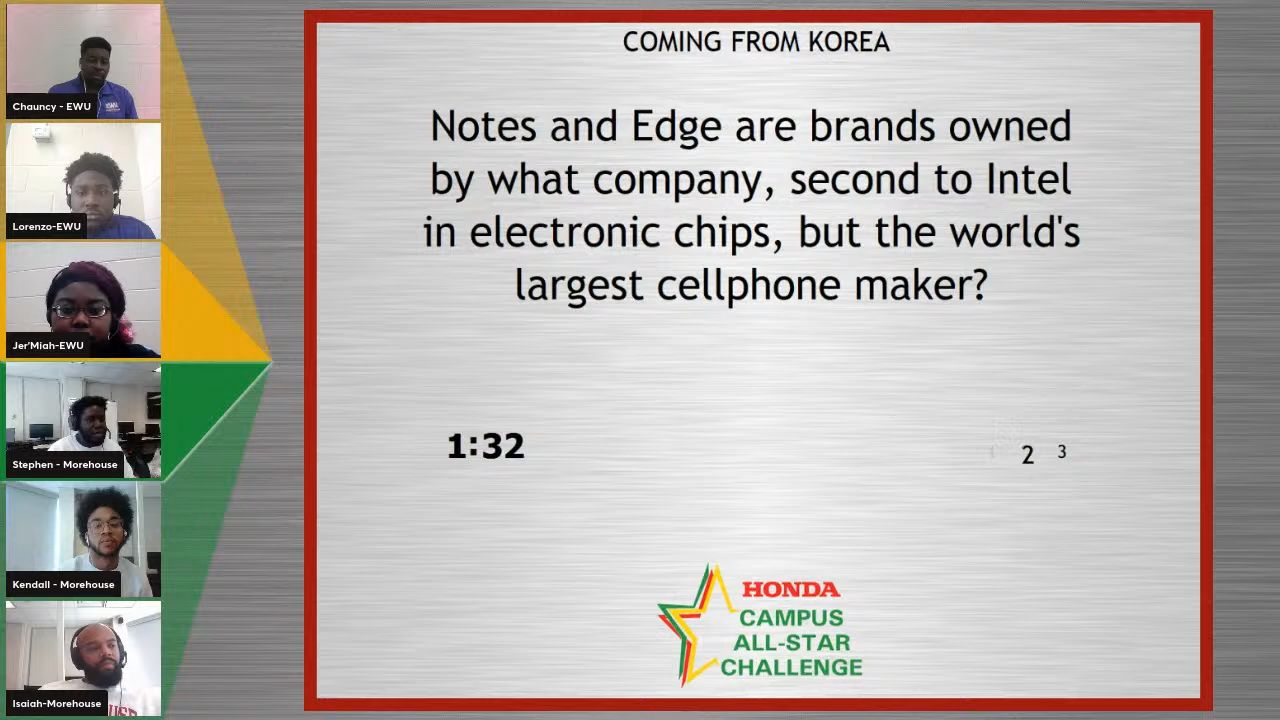 Chauncy - EWU
Lorenzo-EWU
Jer'Miah-EWU
Stephen - Morehouse
Kendall - Morehouse
Isaiah-Morehouse
COMING FROM KOREA
Notes and Edge are brands owned
by what company, second to Intel
in electronic chips, but the world's
largest cellphone maker?
1:32
2 3
HONDA
CAMPUS
ALL-STAR
CHALLENGE